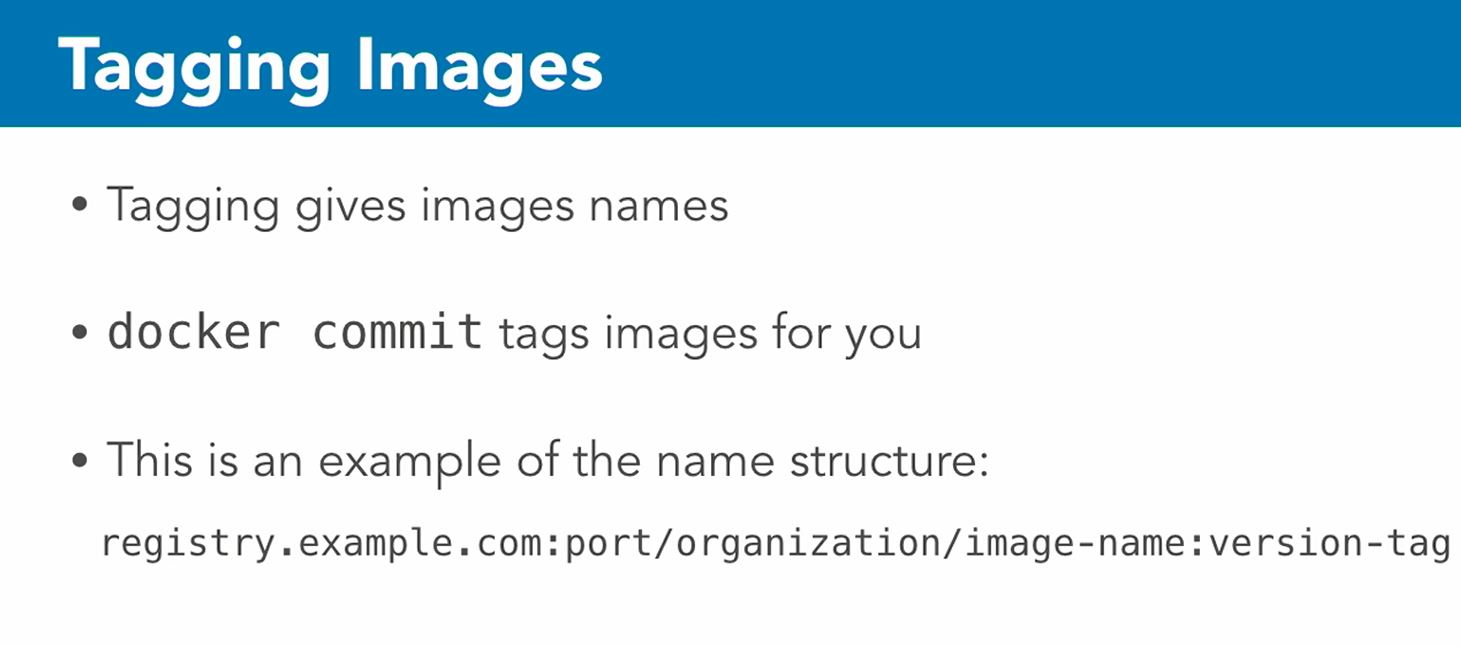 Tagging Images
• Tagging gives images names
• docker commit tags images for you
• This is an example of the name structure:
registry.example.com:port/organization/image-name:version-tag